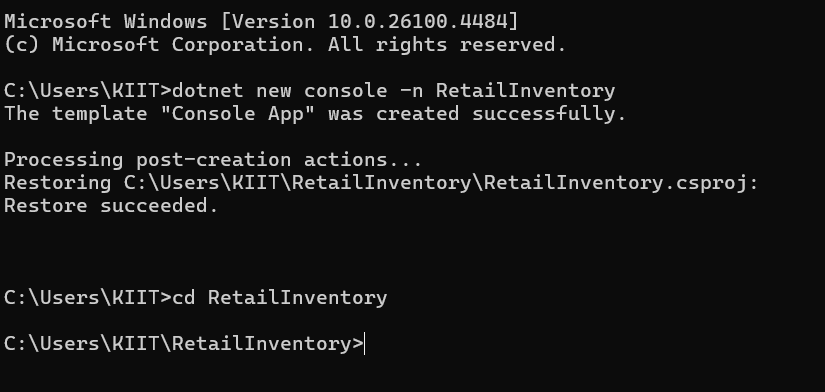 Microsoft Windows [Version 10.0.26100.4484]
(c) Microsoft Corporation. All rights reserved.
C:\Users\KIIT>dotnet new console -n RetailInventory
The template "Console App" was created successfully.
Processing post-creation actions...
Restoring C:\Users\KIIT\RetailInventory\RetailInventory.csproj:
Restore succeeded.
C:\Users\KIIT>cd RetailInventory
C:\Users\KIIT\RetailInventory>